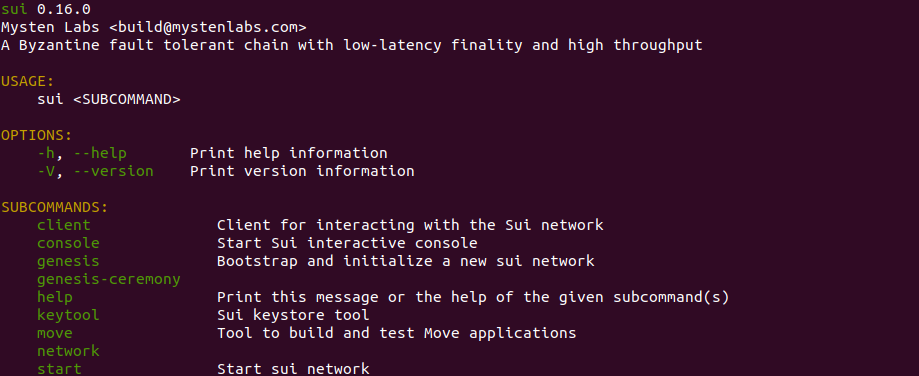 sui 0.16.0
Mysten Labs <build@mystenlabs.com>
A Byzantine fault tolerant chain with low-latency finality and high throughput
USAGE:
sui <SUBCOMMAND>
OPTIONS:
-h, --help Print help information
-V, --version Print version information
SUBCOMMANDS:
client Client for interacting with the Sui network
console Start Sui interactive console
genesis Bootstrap and initialize a new sui network
genesis-ceremony
help Print this message or the help of the given subcommand(s)
keytool Sui keystore tool
move Tool to build and test Move applications
network
start Start sui network